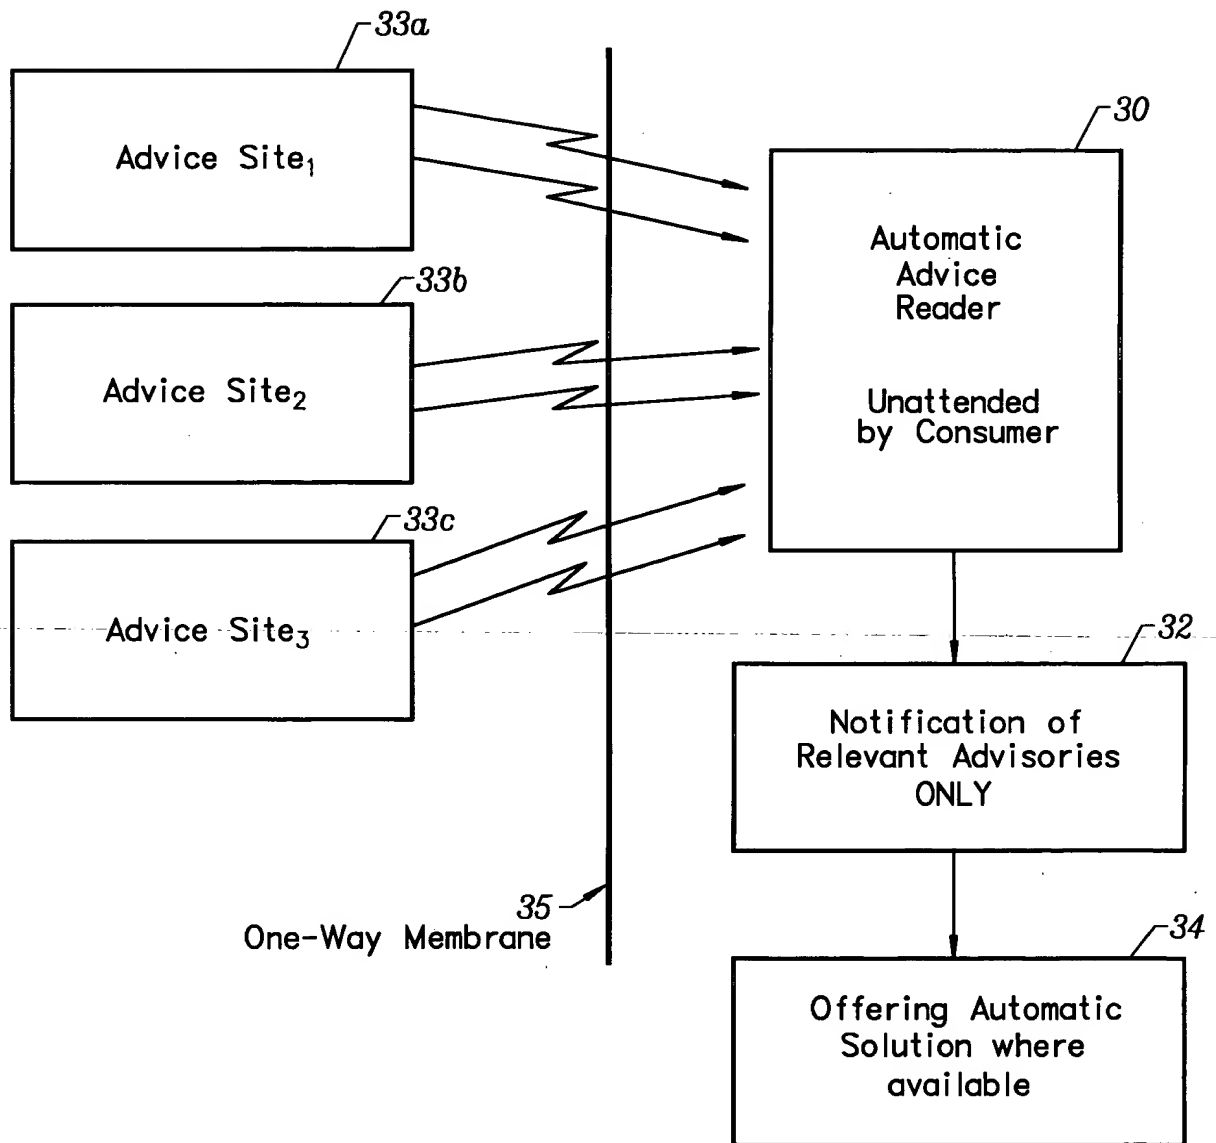 33a
Advice Site₁
33b
Advice Site₂
33c
Advice Site₃
35
One-Way Membrane
30
Automatic
Advice
Reader
Unattended
by Consumer
32
Notification of
Relevant Advisories
ONLY
34
Offering Automatic
Solution where
available